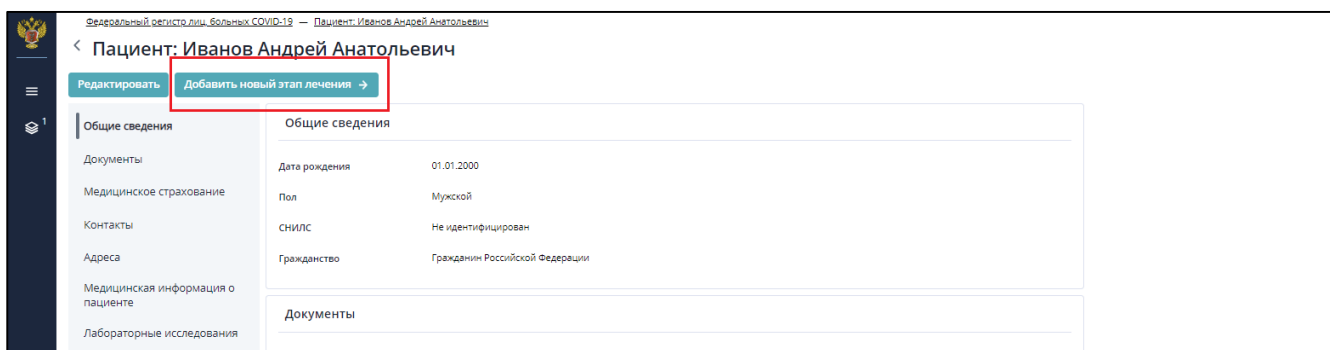 Федеральный регистр лиц, больных COVID-19 — Пациент: Иванов Андрей Анатольевич
Пациент: Иванов Андрей Анатольевич
Редактировать Добавить новый этап лечения →
1
Общие сведения
Документы
Медицинское страхование
Контакты
Адреса
Медицинская информация о
пациенте
Лабораторные исследования
Общие сведения
Дата рождения 01.01.2000
Пол Мужской
СНИЛС Не идентифицирован
Гражданство Гражданин Российской Федерации
Документы